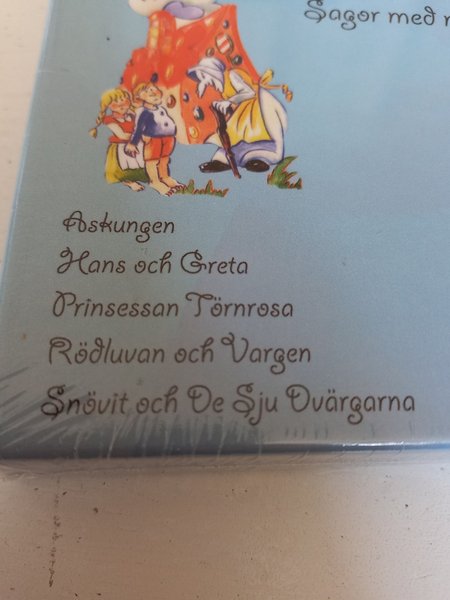 Sagor med
Askungen
Hans och Greta
Prinsessan Törnrosa
Rödluvan och Vargen
Snövit och De Sju Dvärgarna